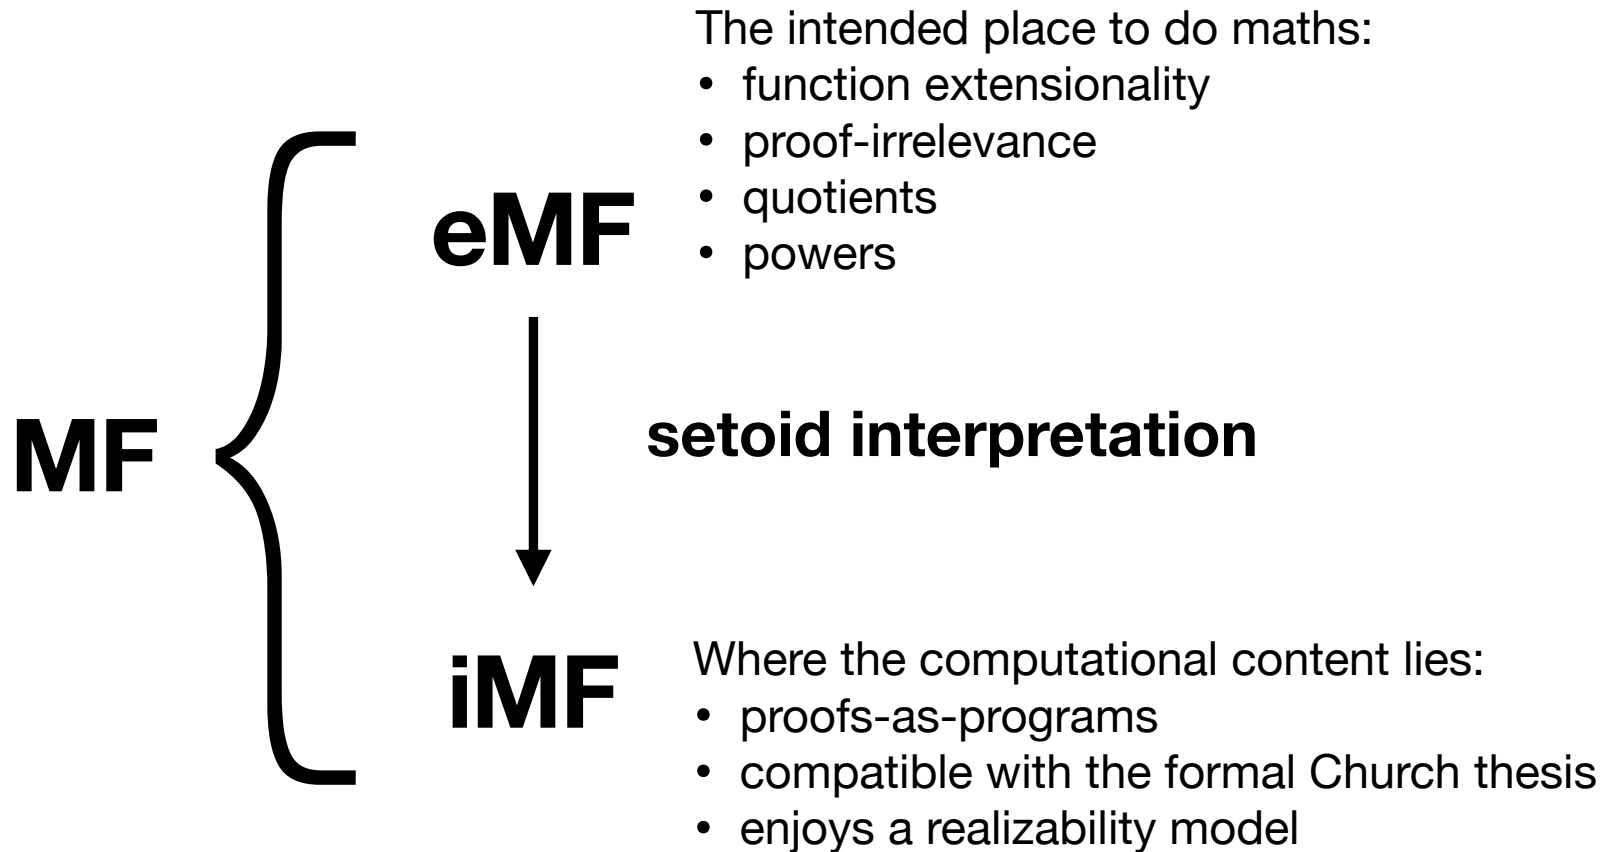 The intended place to do maths:
• function extensionality
• proof-irrelevance
• quotients
• powers
eMF
MF
setoid interpretation
iMF
Where the computational content lies:
• proofs-as-programs
• compatible with the formal Church thesis
• enjoys a realizability model